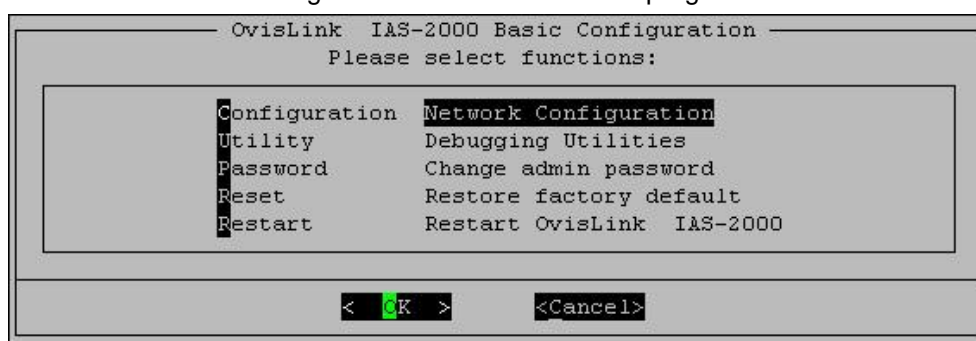 OvisLink IAS-2000 Basic Configuration
Please select functions:
Configuration Network Configuration
Utility Debugging Utilities
Password Change admin password
Reset Restore factory default
Restart Restart OvisLink IAS-2000
< OK > <Cancel>